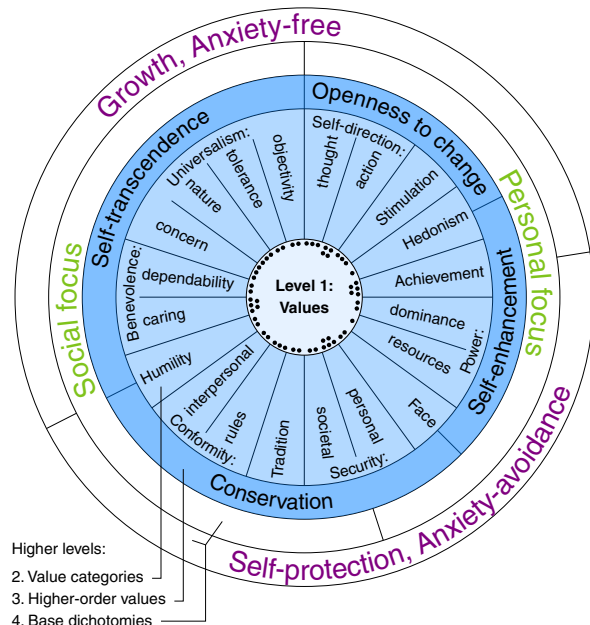 Growth, Anxiety-free
Openness to change
Self-transcendence
Personal focus
Social focus
Self-enhancement
Conservation
Self-protection, Anxiety-avoidance
Universalism:
nature
tolerance
objectivity
concern
Self-direction:
thought
action
Stimulation
Hedonism
Achievement
Power:
dominance
resources
Face
Security:
personal
societal
Tradition
Conformity:
rules
interpersonal
Humility
Benevolence:
caring
dependability
Level 1:
Values
Higher levels:
2. Value categories
3. Higher-order values
4. Base dichotomies